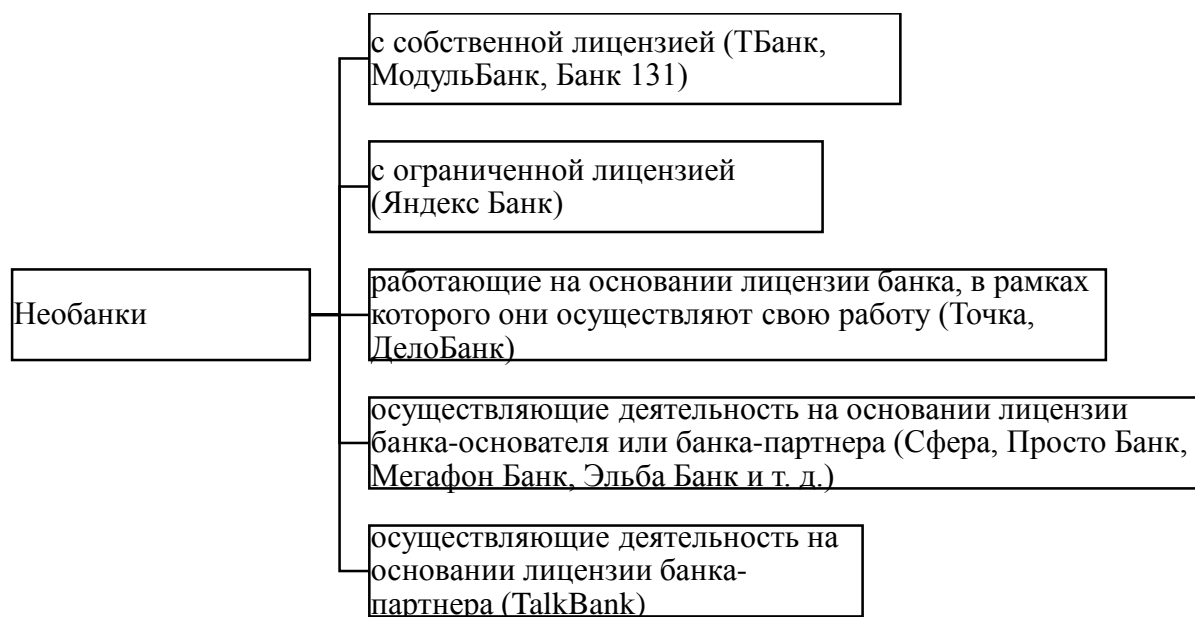 с собственной лицензией (ТБанк,
МодульБанк, Банк 131)
с ограниченной лицензией
(Яндекс Банк)
Необанки
работающие на основании лицензии банка, в рамках
которого они осуществляют свою работу (Точка,
ДелоБанк)
осуществляющие деятельность на основании лицензии
банка-основателя или банка-партнера (Сфера, Просто Банк,
Мегафон Банк, Эльба Банк и т. д.)
осуществляющие деятельность на
основании лицензии банка-
партнера (TalkBank)